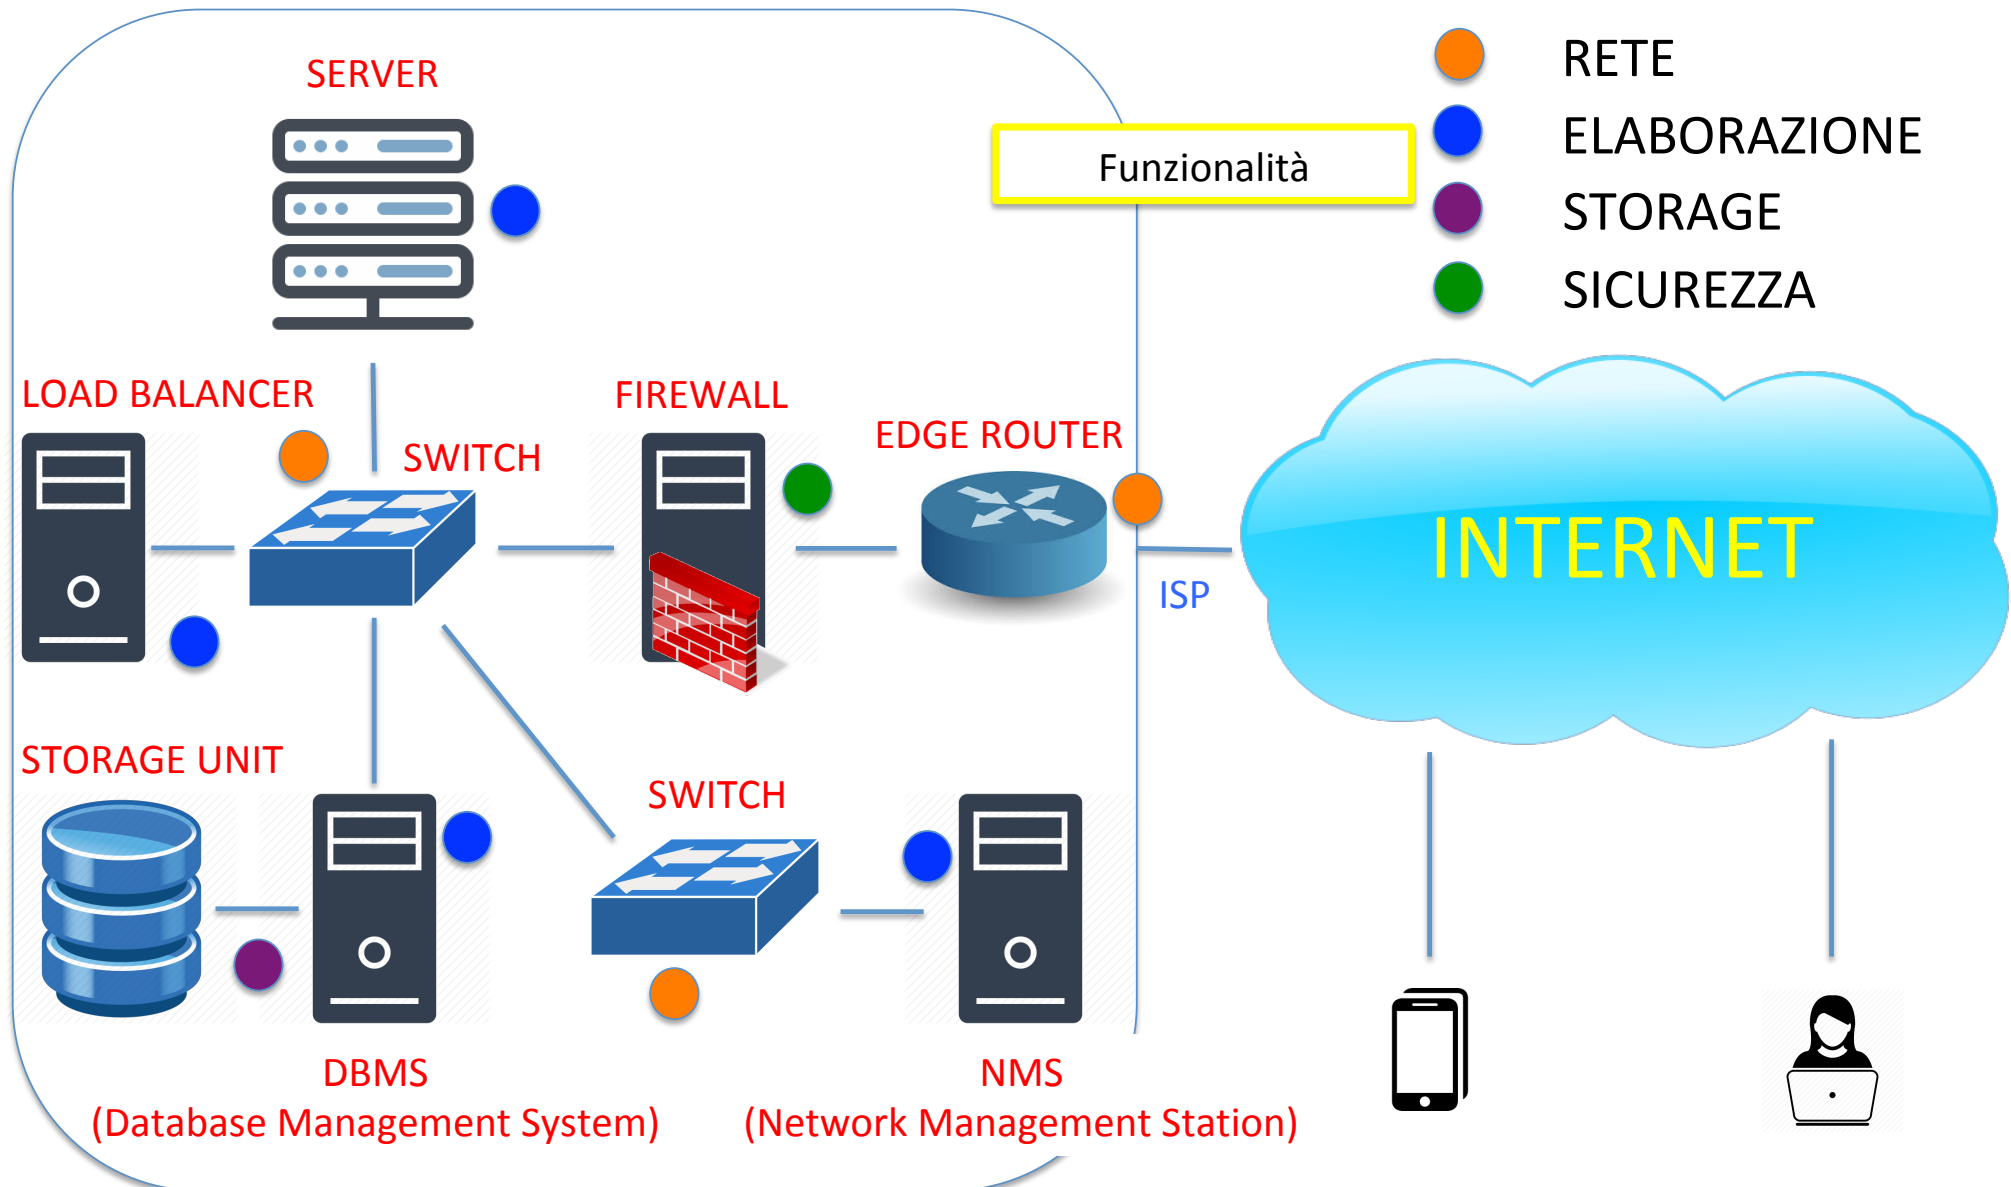 SERVER
RETE
ELABORAZIONE
Funzionalità
STORAGE
SICUREZZA
LOAD BALANCER
FIREWALL
EDGE ROUTER
SWITCH
INTERNET
ISP
STORAGE UNIT
SWITCH
DBMS
(Database Management System)
NMS
(Network Management Station)